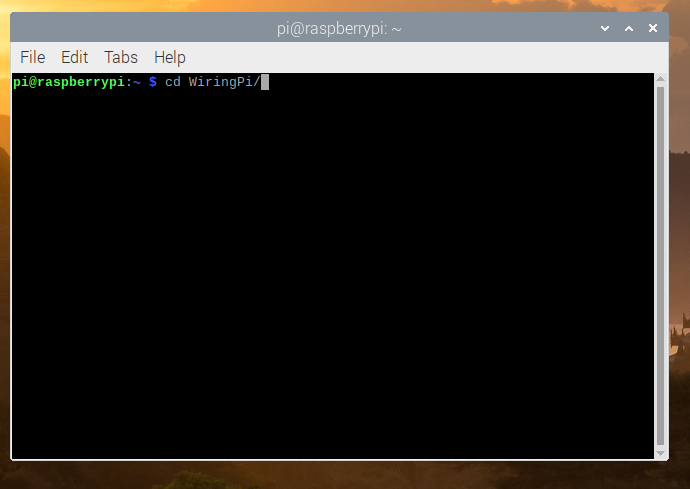 pi@raspberrypi: ~
File Edit Tabs Help
pi@raspberrypi:~ $ cd WiringPi/